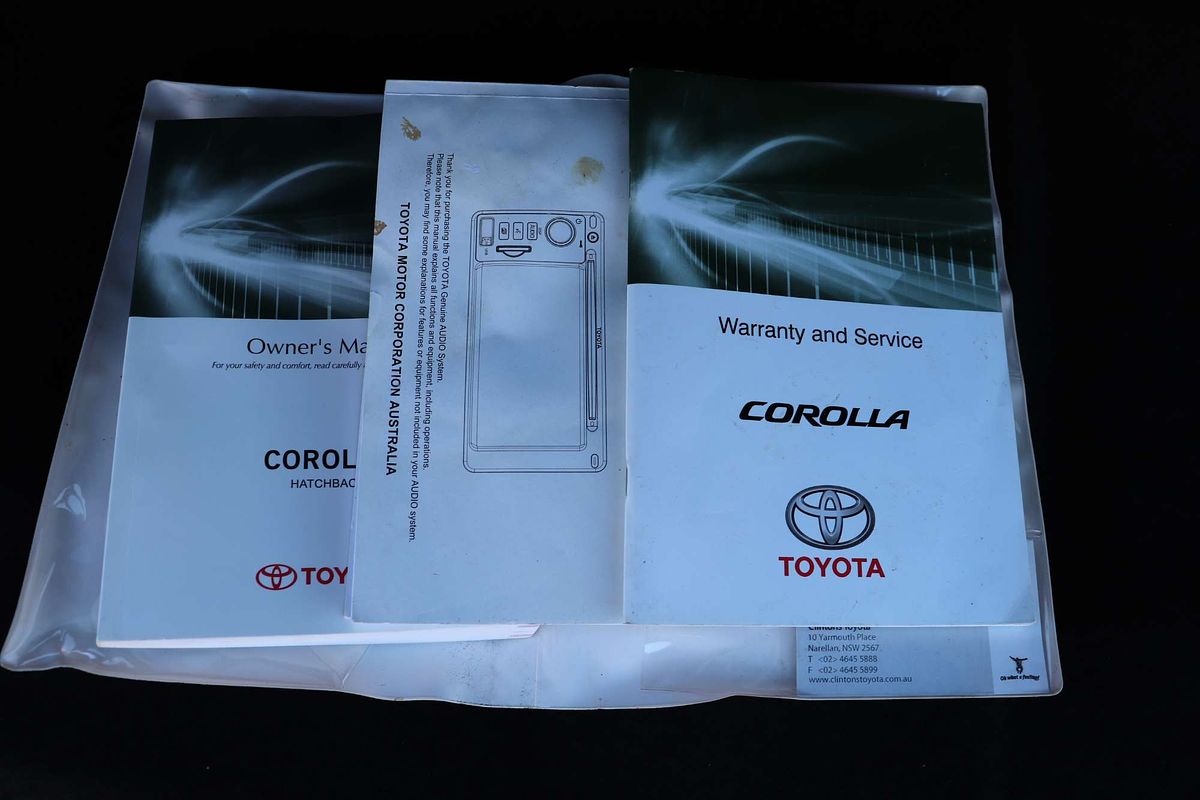 Owner's Ma
For your safety and comfort, read carefully
COROL
HATCHBAC
TOY
Thank you for purchasing the TOYOTA Genuine AUDIO System.
Please note that this manual explains all functions and equipment, including operations.
Therefore, you may find some explanations for features or equipment not included in your AUDIO system.
TOYOTA MOTOR CORPORATION AUSTRALIA
TOYOTA
Warranty and Service
COROLLA
TOYOTA
Clintons Toyota
10 Yarmouth Place
Narellan, NSW 2567
T <02> 4645 5888
F <02> 4645 5899
www.clintonstoyota.com.au
Oh what a feeling!